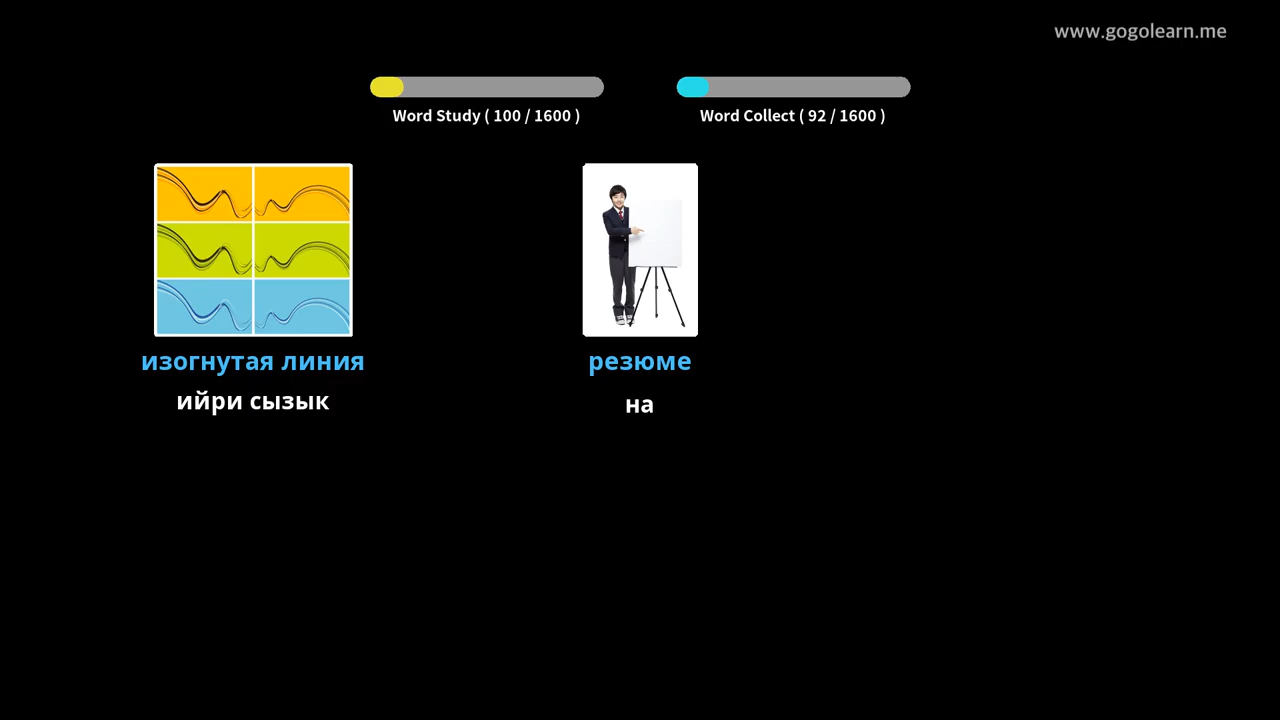 www.gogolearn.me
Word Study ( 100 / 1600 )
Word Collect ( 92 / 1600 )
изогнутая линия
резюме
ийри сызык
на